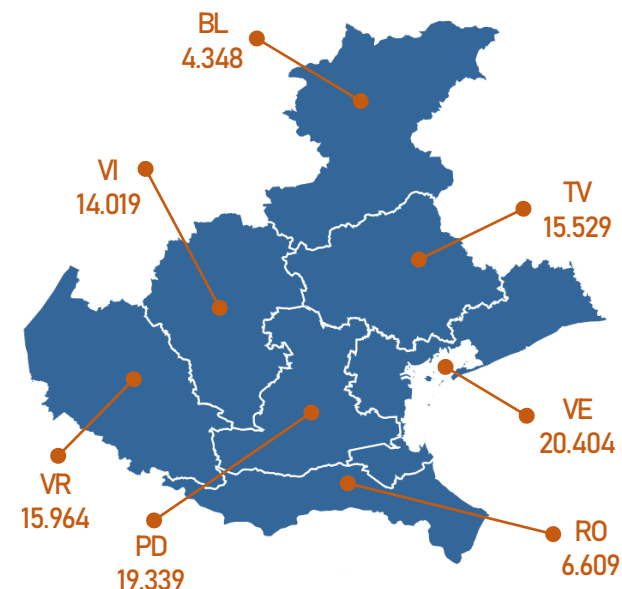 BL
4.348
VI
14.019
TV
15.529
VE
20.404
VR
15.964
PD
19.339
RO
6.609